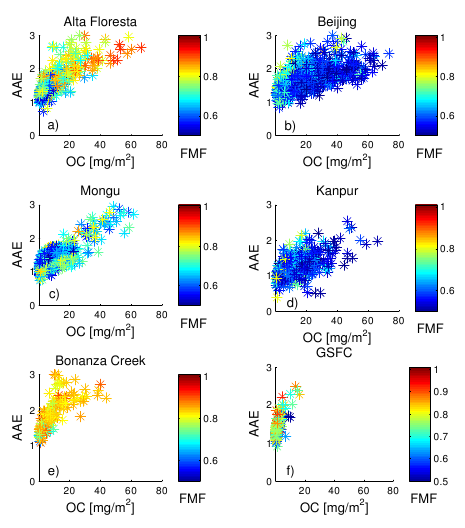 Alta Floresta
3
2
1
0
AAE
20 40 60 80
OC [mg/m2]
a)
1
0.8
0.6
FMF
Beijing
3
2
1
0
AAE
20 40 60 80
OC [mg/m2]
b)
1
0.8
0.6
FMF
Mongu
3
2
1
0
AAE
20 40 60 80
OC [mg/m2]
c)
1
0.8
0.6
FMF
Kanpur
3
2
1
0
AAE
20 40 60 80
OC [mg/m2]
d)
1
0.8
0.6
FMF
Bonanza Creek
3
2
1
0
AAE
20 40 60 80
OC [mg/m2]
e)
1
0.8
0.6
FMF
GSFC
3
2
1
0
AAE
20 40 60 80
OC [mg/m2]
f)
1
0.9
0.8
0.7
0.6
0.5
FMF